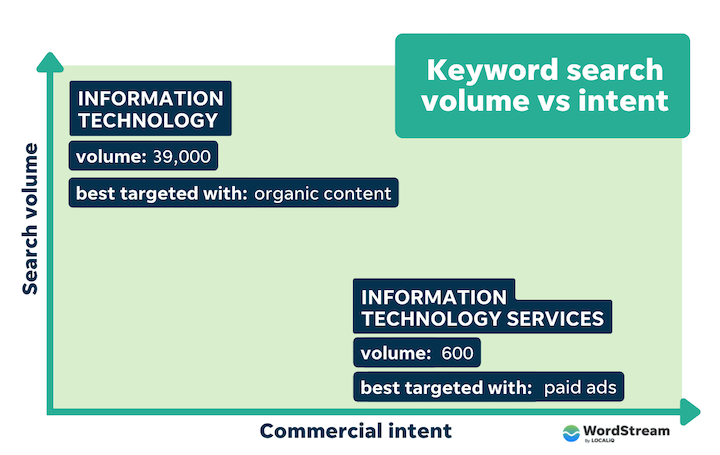 Keyword search
volume vs intent
INFORMATION
TECHNOLOGY
volume: 39,000
best targeted with: organic content
Search volume
INFORMATION
TECHNOLOGY SERVICES
volume: 600
best targeted with: paid ads
Commercial intent
WordStream
By LOCALiQ